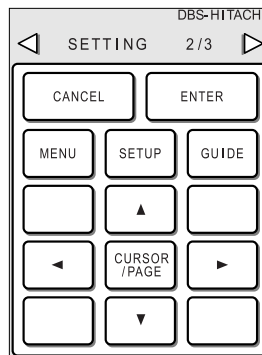 DBS-HITACH
SETTING 2/3
CANCEL ENTER
MENU SETUP GUIDE
CURSOR
/PAGE